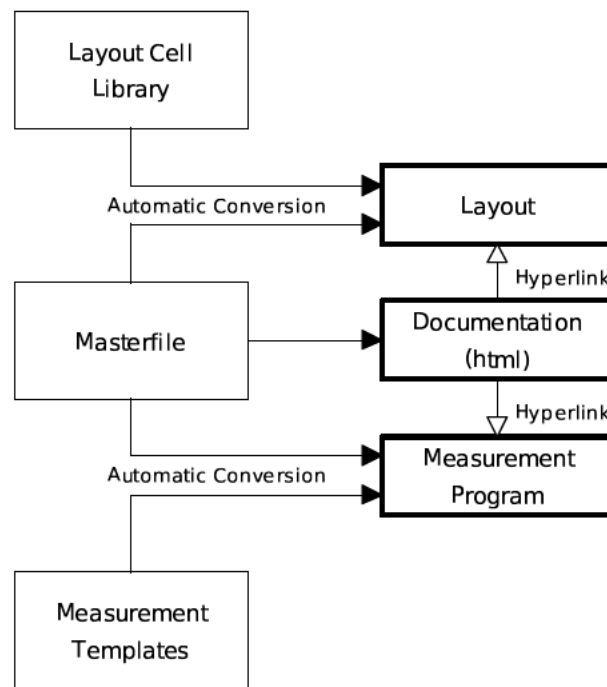 Layout Cell
Library
Automatic Conversion
Layout
Hyperlink
Masterfile
Documentation
(html)
Hyperlink
Automatic Conversion
Measurement
Program
Measurement
Templates